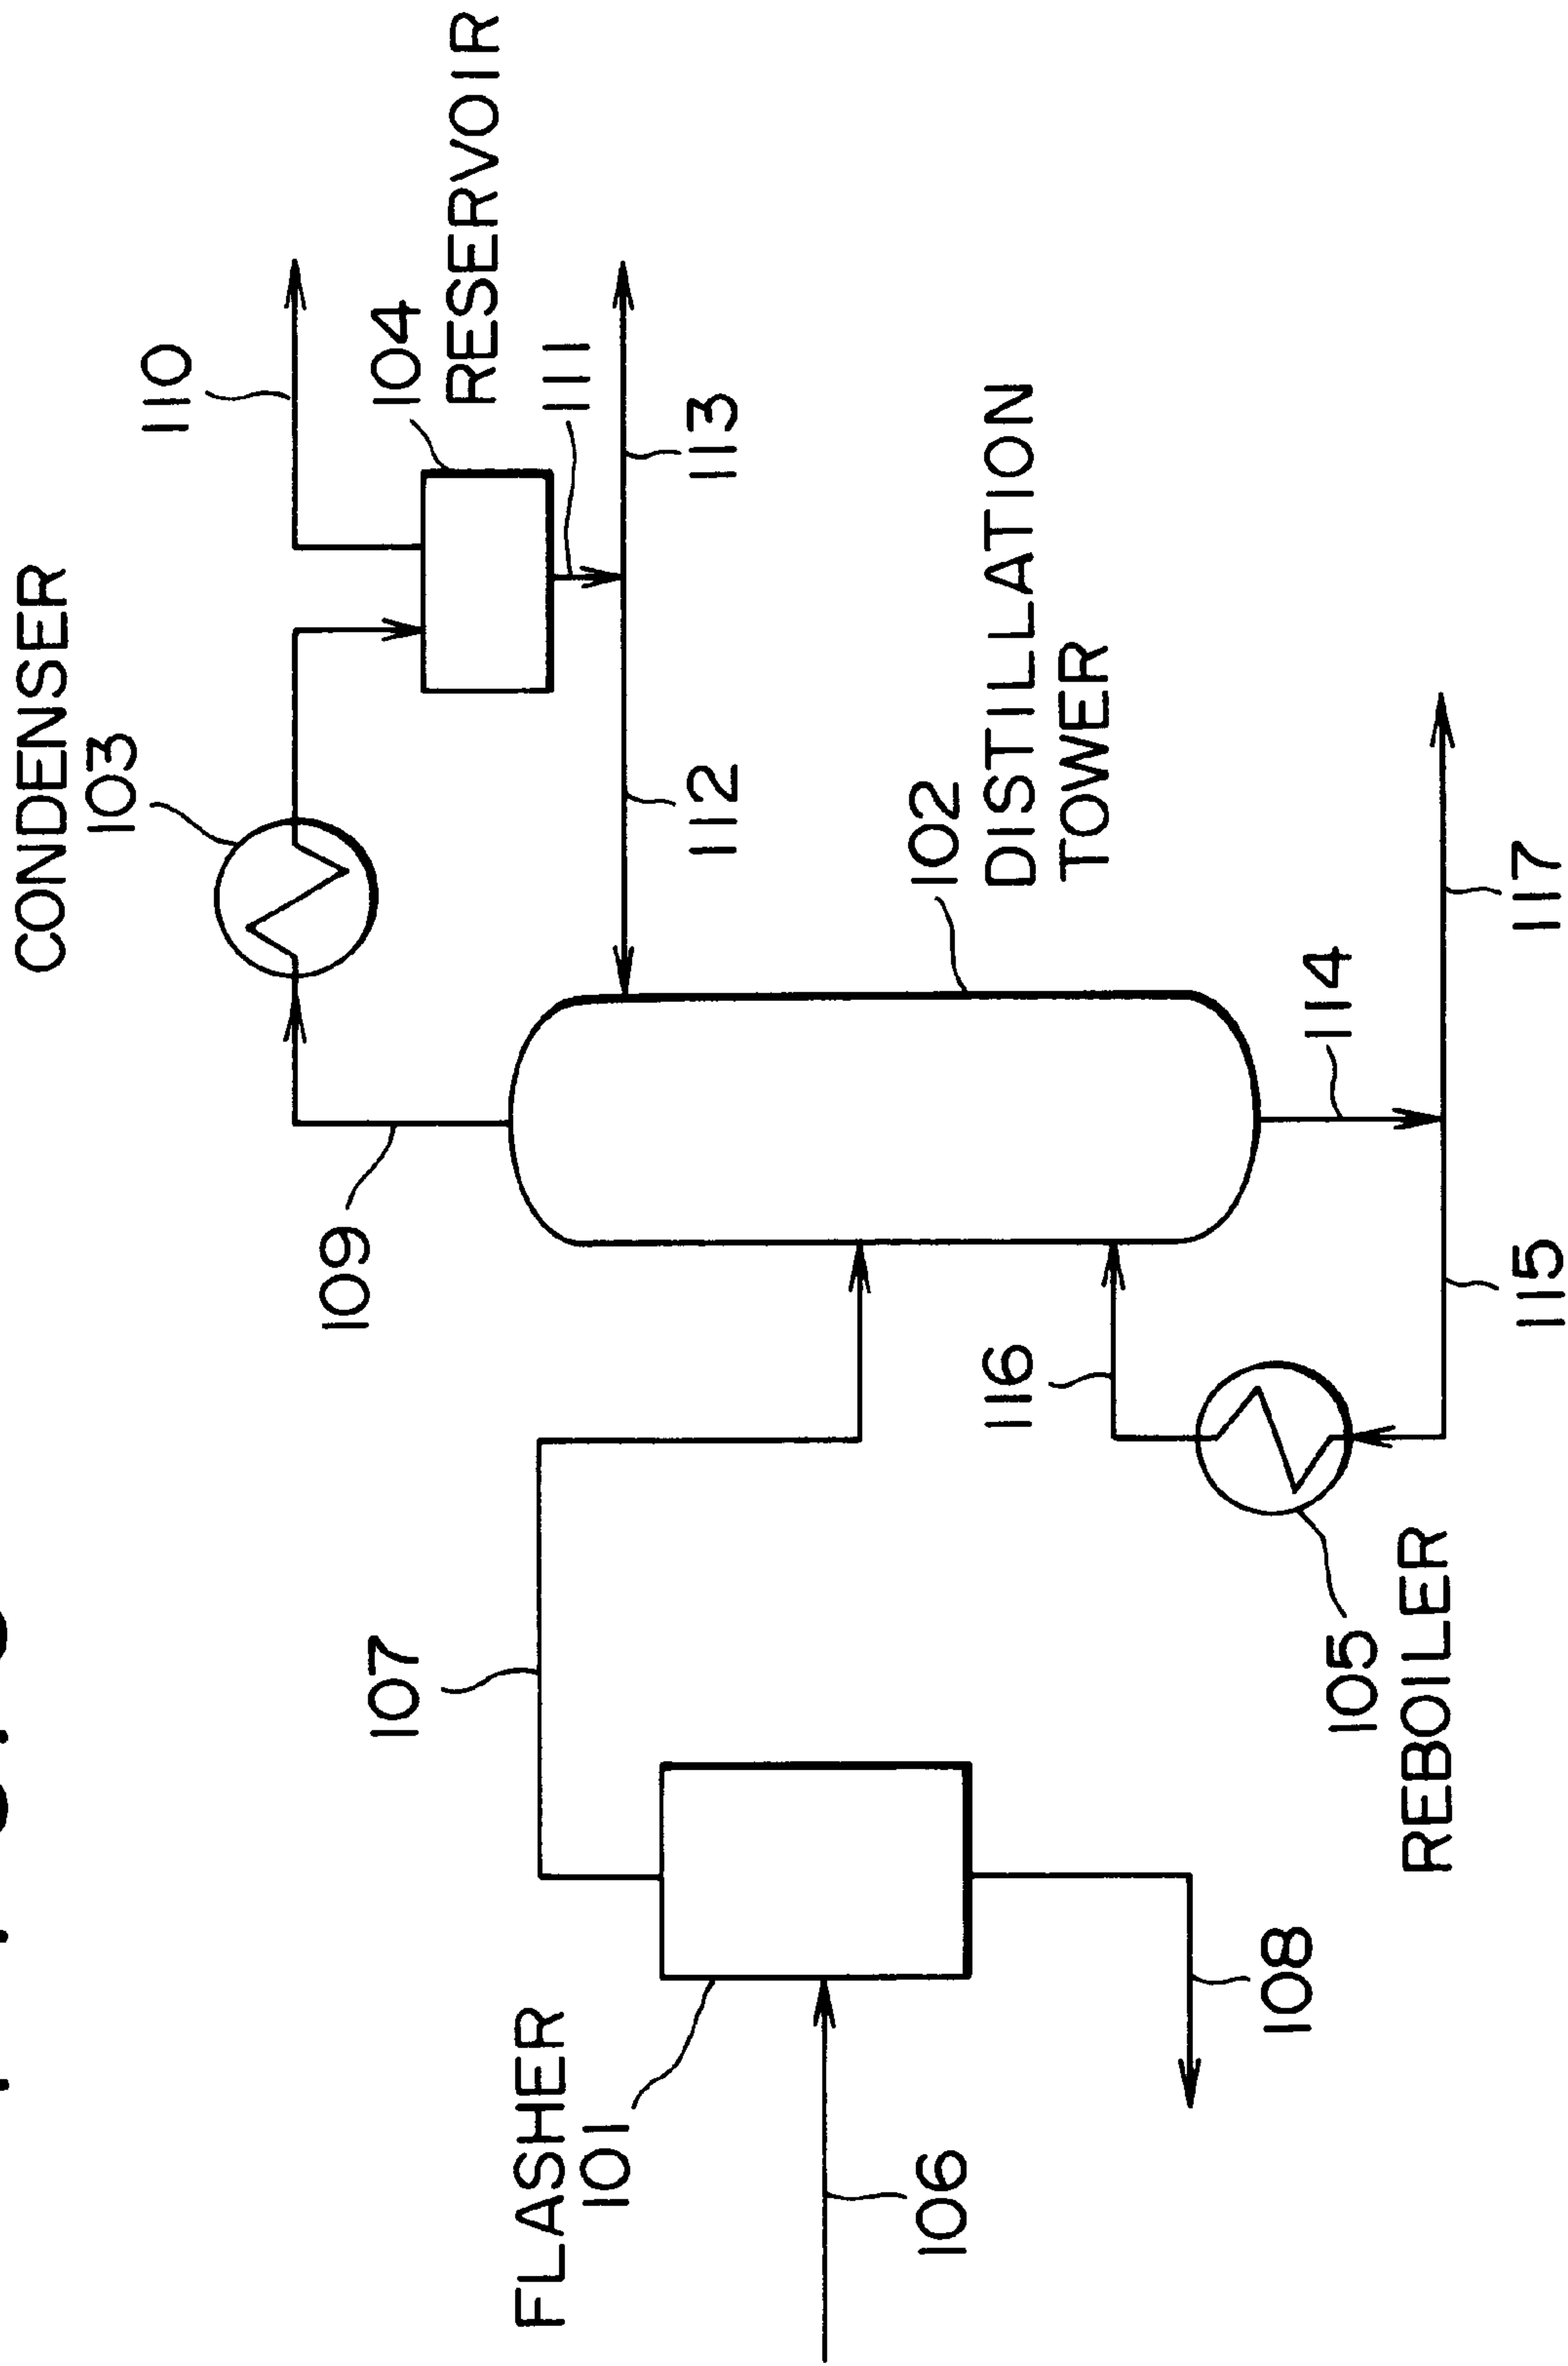 CONDENSER
103
110
104
RESERVOIR
111
113
112
109
102
DISTILLATION
TOWER
107
116
114
117
115
105
REBOILER
FLASHER
101
106
108